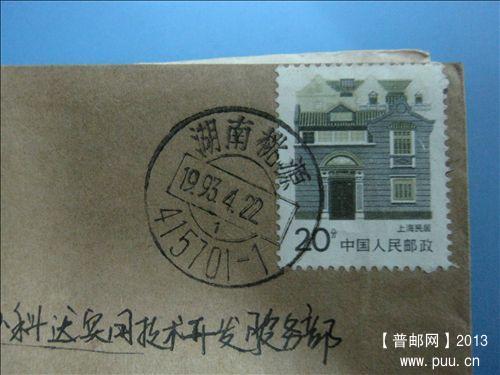 湖南桃源
1993.4.22
1
415701-1
上海民居
20分
中国人民邮政
科达实用技术开发服务部
【普邮网】2013
www.puu.cn